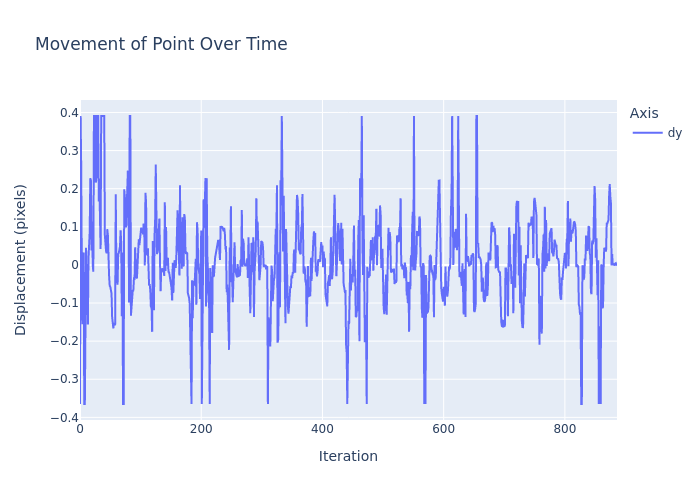 Movement of Point Over Time
Axis
dy
0.4
0.3
0.2
0.1
0
−0.1
−0.2
−0.3
−0.4
Displacement (pixels)
0
200
400
600
800
Iteration